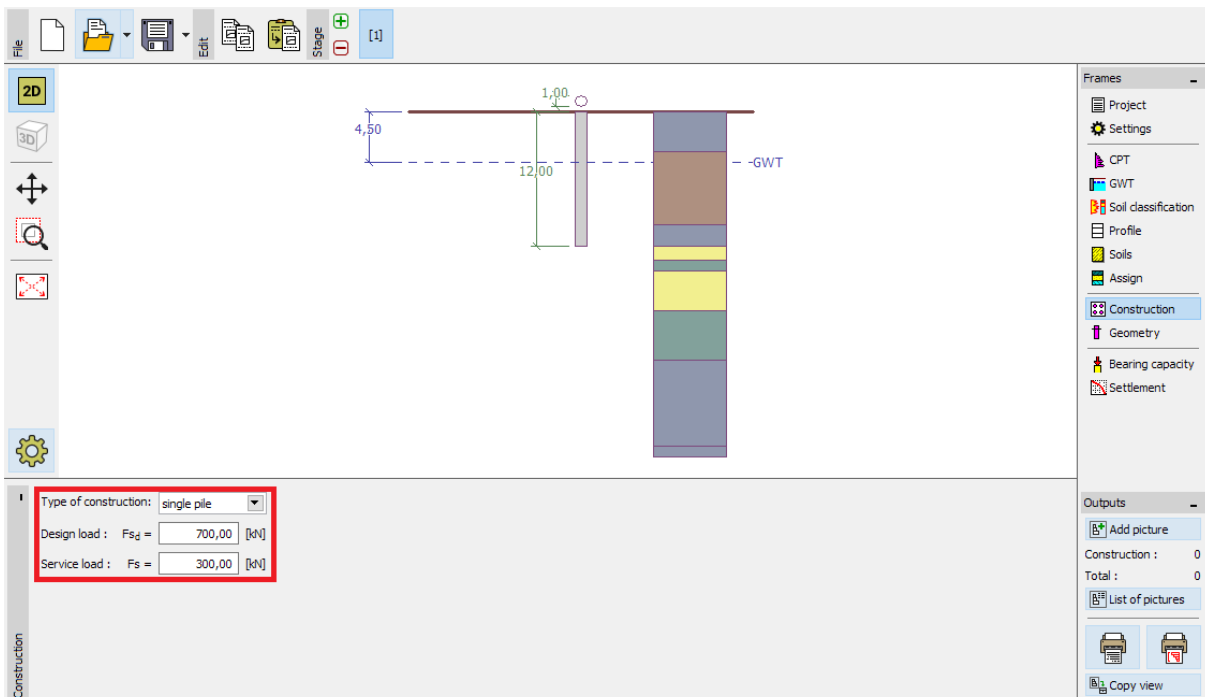 File
Edit
Stage
[1]
2D
3D
1,00
4,50
12,00
GWT
Frames
Project
Settings
CPT
GWT
Soil classification
Profile
Soils
Assign
Construction
Geometry
Bearing capacity
Settlement
Construction
Type of construction: single pile
Design load : Fsd = 700,00 [kN]
Service load : Fs = 300,00 [kN]
Outputs
Add picture
Construction : 0
Total : 0
List of pictures
Copy view